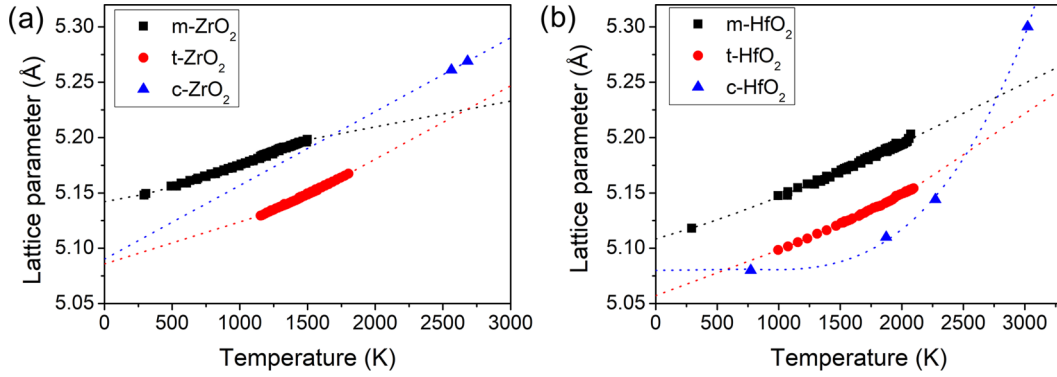 (a)
5.30
5.25
5.20
5.15
5.10
5.05
Lattice parameter (Å)
m-ZrO₂
t-ZrO₂
c-ZrO₂
0 500 1000 1500 2000 2500 3000
Temperature (K)
(b)
5.30
5.25
5.20
5.15
5.10
5.05
Lattice parameter (Å)
m-HfO₂
t-HfO₂
c-HfO₂
0 500 1000 1500 2000 2500 3000
Temperature (K)